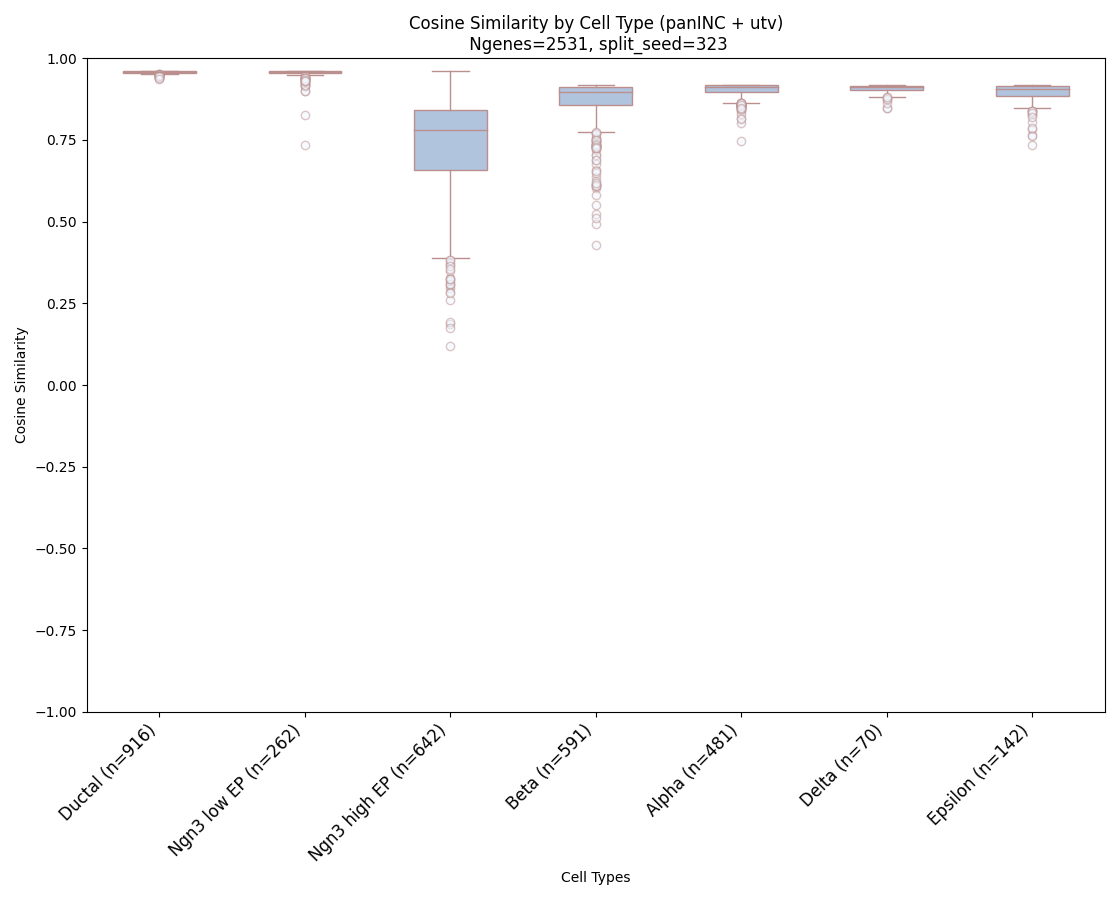 Cosine Similarity by Cell Type (panINC + utv)
Ngenes=2531, split_seed=323
1.00
0.75
0.50
0.25
0.00
−0.25
−0.50
−0.75
−1.00
Cosine Similarity
Ductal (n=916)
Ngn3 low EP (n=262)
Ngn3 high EP (n=642)
Beta (n=591)
Alpha (n=481)
Delta (n=70)
Epsilon (n=142)
Cell Types